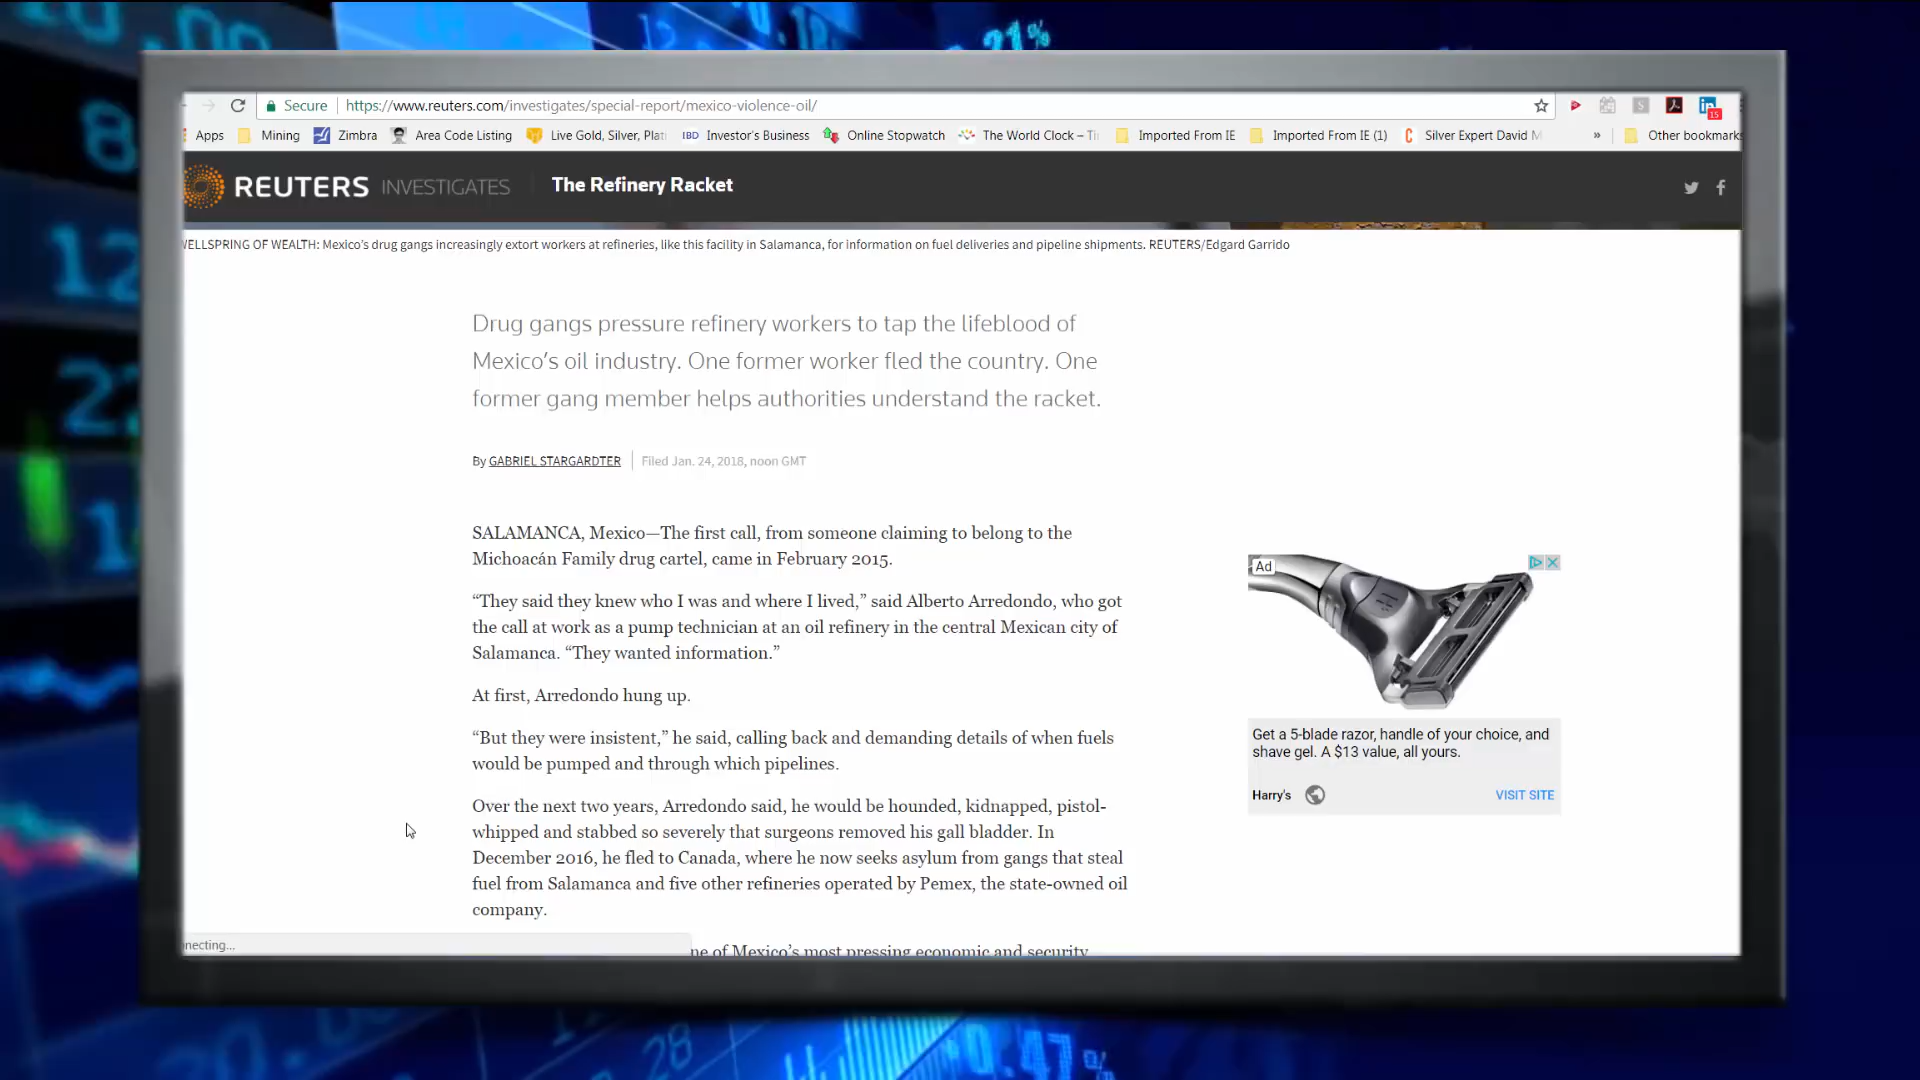 .21%
Secure https://www.reuters.com/investigates/special-report/mexico-violence-oil/
15
Apps Mining Zimbra Area Code Listing Live Gold, Silver, Plati IBD Investor's Business Online Stopwatch The World Clock – Ti Imported From IE Imported From IE (1) Silver Expert David M » Other bookmarks
REUTERS INVESTIGATES The Refinery Racket
WELLSPRING OF WEALTH: Mexico's drug gangs increasingly extort workers at refineries, like this facility in Salamanca, for information on fuel deliveries and pipeline shipments. REUTERS/Edgard Garrido
Drug gangs pressure refinery workers to tap the lifeblood of
Mexico's oil industry. One former worker fled the country. One
former gang member helps authorities understand the racket.
By GABRIEL STARGARDTER Filed Jan. 24, 2018, noon GMT
SALAMANCA, Mexico—The first call, from someone claiming to belong to the
Michoacán Family drug cartel, came in February 2015.
“They said they knew who I was and where I lived,” said Alberto Arredondo, who got
the call at work as a pump technician at an oil refinery in the central Mexican city of
Salamanca. “They wanted information.”
At first, Arredondo hung up.
“But they were insistent,” he said, calling back and demanding details of when fuels
would be pumped and through which pipelines.
Over the next two years, Arredondo said, he would be hounded, kidnapped, pistol-
whipped and stabbed so severely that surgeons removed his gall bladder. In
December 2016, he fled to Canada, where he now seeks asylum from gangs that steal
fuel from Salamanca and five other refineries operated by Pemex, the state-owned oil
company.
ne of Mexico's most pressing economic and security
Ad
Get a 5-blade razor, handle of your choice, and
shave gel. A $13 value, all yours.
Harry's VISIT SITE
necting...
28
0.47%